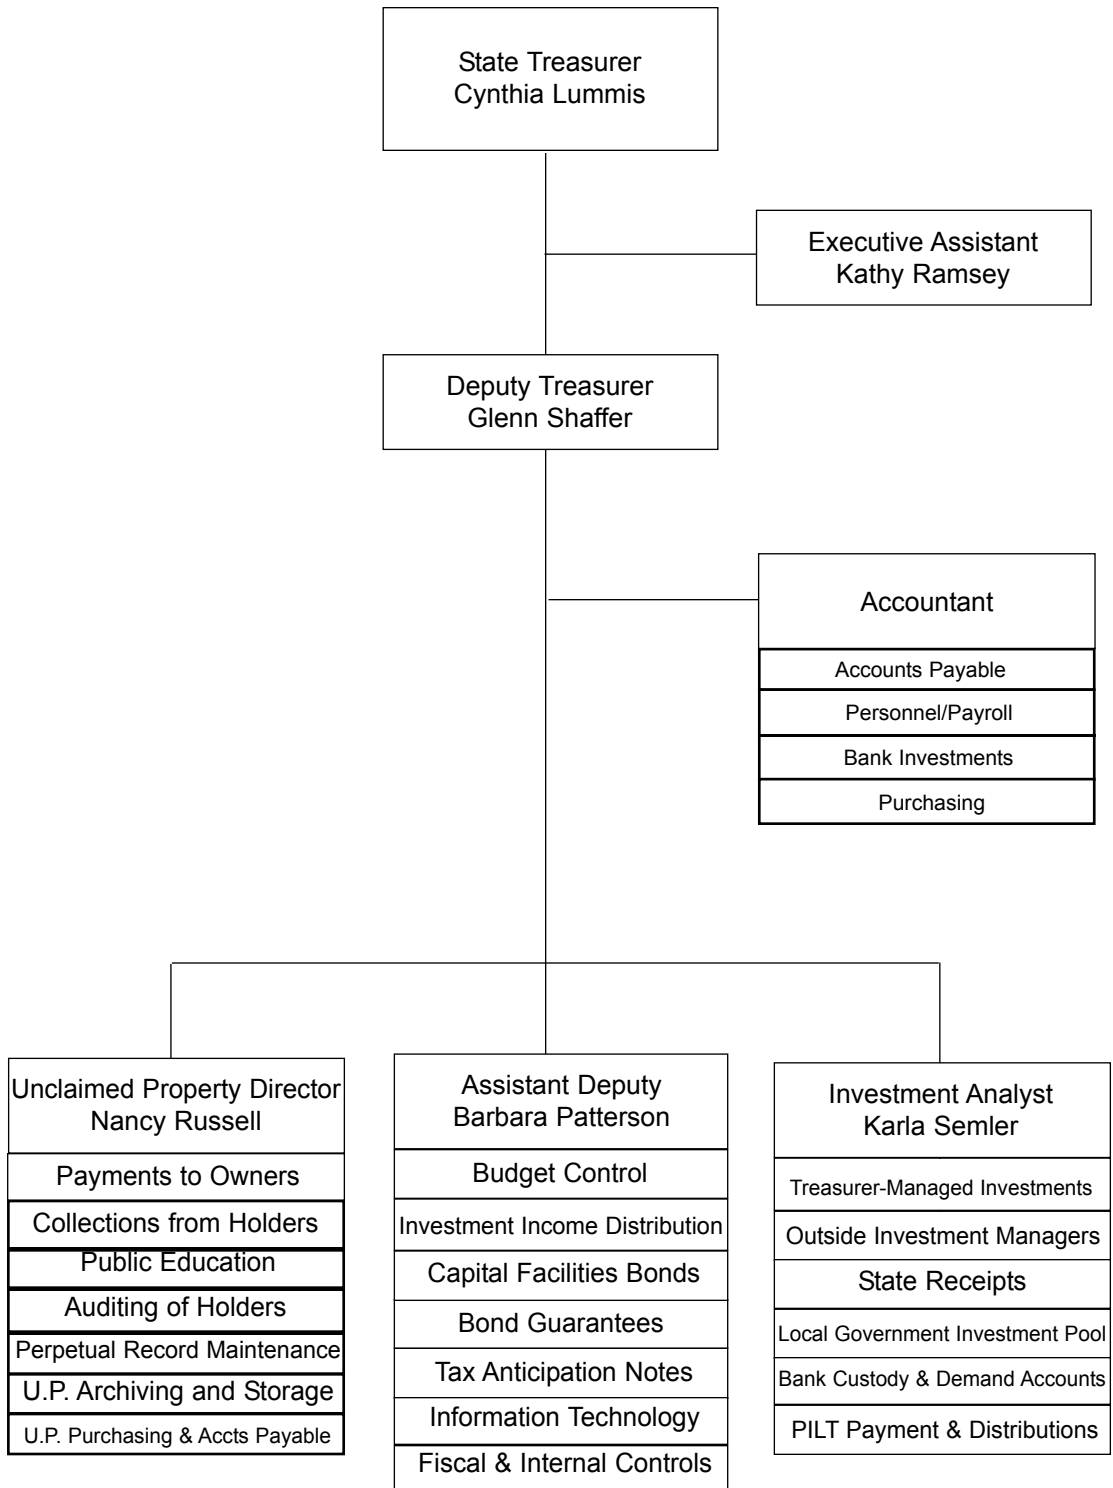 State Treasurer
Cynthia Lummis
Executive Assistant
Kathy Ramsey
Deputy Treasurer
Glenn Shaffer
Accountant
Accounts Payable
Personnel/Payroll
Bank Investments
Purchasing
Unclaimed Property Director
Nancy Russell
Payments to Owners
Collections from Holders
Public Education
Auditing of Holders
Perpetual Record Maintenance
U.P. Archiving and Storage
U.P. Purchasing & Accts Payable
Assistant Deputy
Barbara Patterson
Budget Control
Investment Income Distribution
Capital Facilities Bonds
Bond Guarantees
Tax Anticipation Notes
Information Technology
Fiscal & Internal Controls
Investment Analyst
Karla Semler
Treasurer-Managed Investments
Outside Investment Managers
State Receipts
Local Government Investment Pool
Bank Custody & Demand Accounts
PILT Payment & Distributions